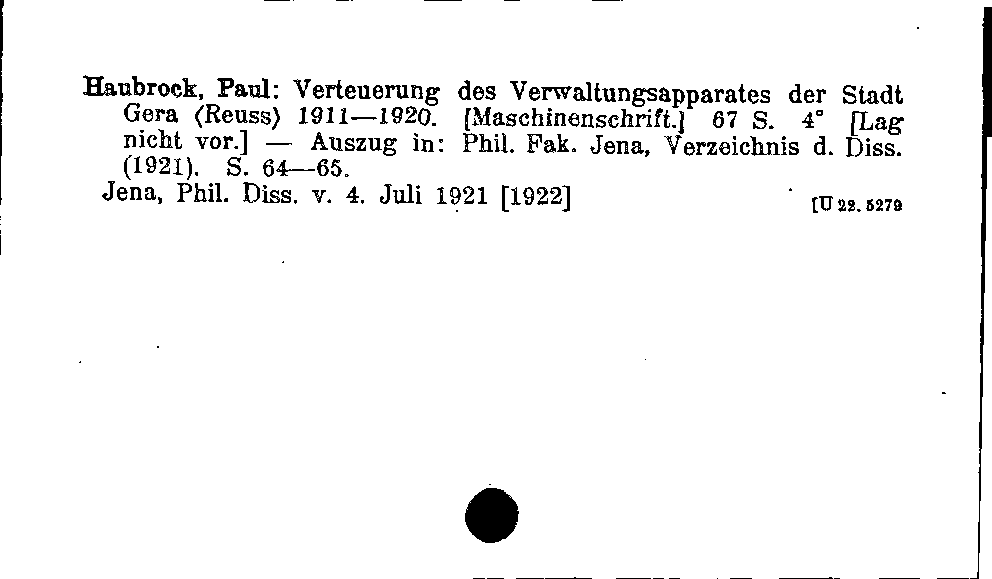 Haubrock, Paul: Verteuerung des Verwaltungsapparates der Stadt
Gera ⟨Reuss⟩ 1911—1920. [Maschinenschrift.] 67 S. 4° [Lag
nicht vor.] — Auszug in: Phil. Fak. Jena, Verzeichnis d. Diss.
(1921). S. 64—65.
Jena, Phil. Diss. v. 4. Juli 1921 [1922]
[U 22. 5279